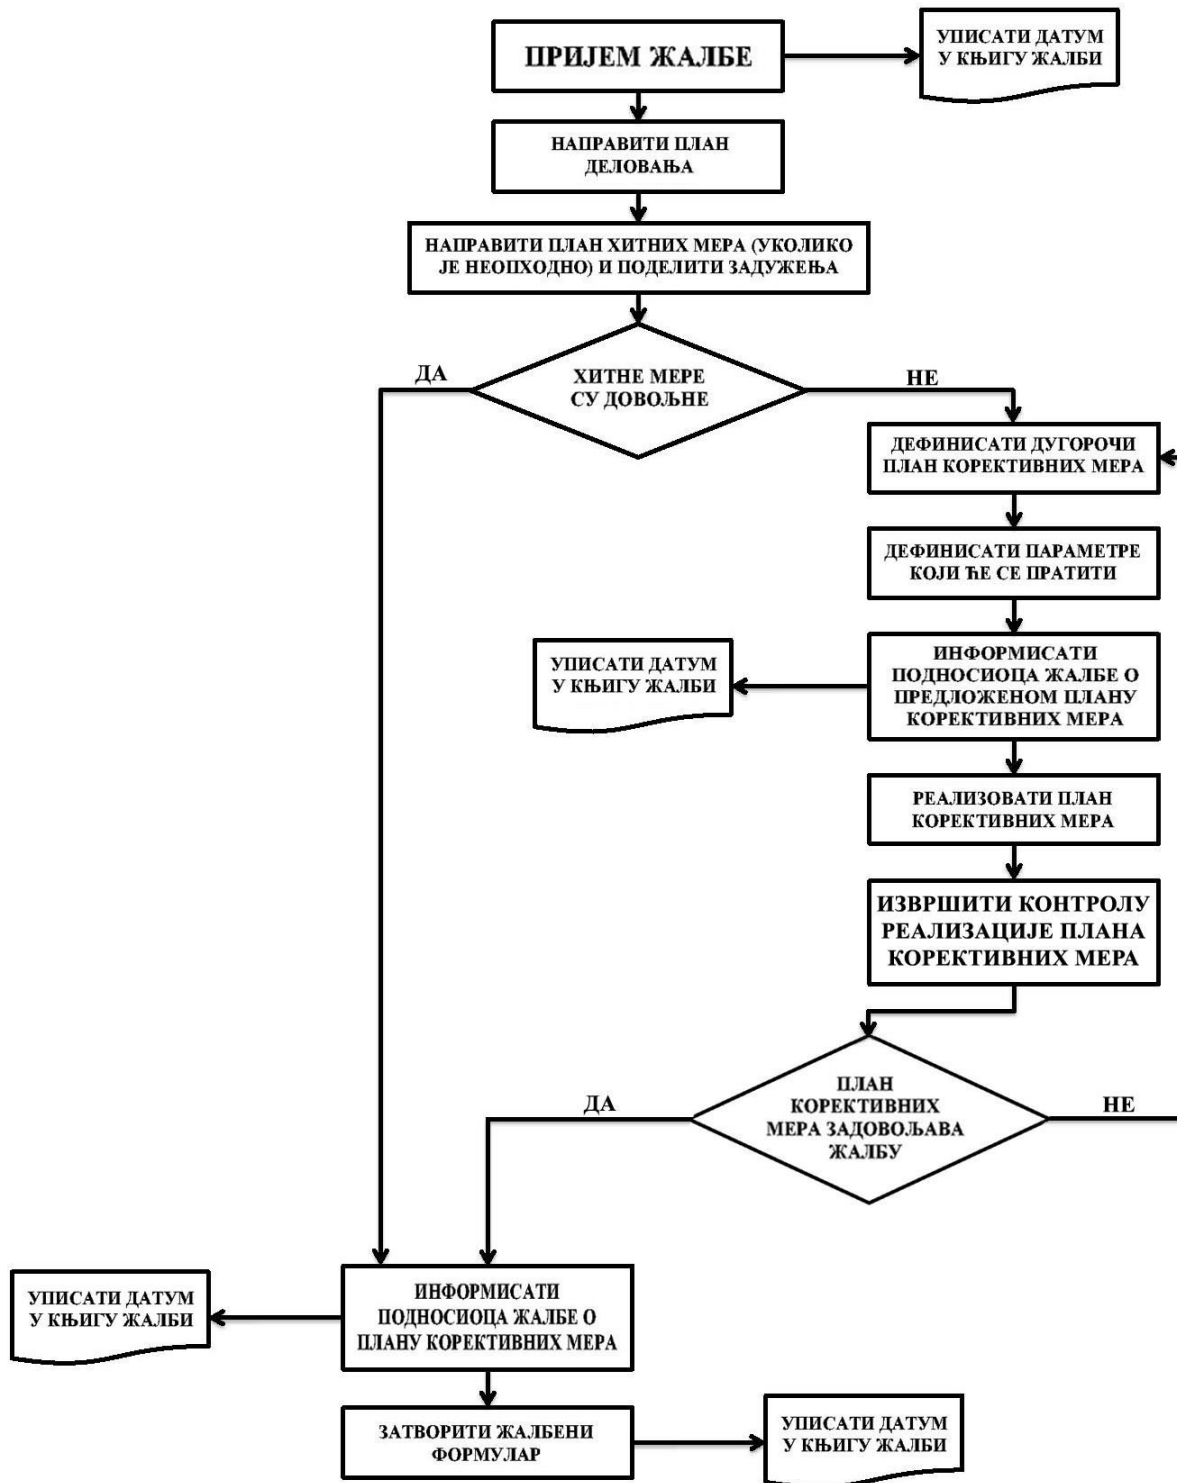 ПРИЈЕМ ЖАЛБЕ
УПИСАТИ ДАТУМ
У КЊИГУ ЖАЛБИ
НАПРАВИТИ ПЛАН
ДЕЛОВАЊА
НАПРАВИТИ ПЛАН ХИТНИХ МЕРА (УКОЛИКО
ЈЕ НЕОПХОДНО) И ПОДЕЛИТИ ЗАДУЖЕЊА
ДА
ХИТНЕ МЕРЕ
СУ ДОВОЉНЕ
НЕ
ДЕФИНИСАТИ ДУГОРОЧИ
ПЛАН КОРЕКТИВНИХ МЕРА
ДЕФИНИСАТИ ПАРАМЕТРЕ
КОЈИ ЋЕ СЕ ПРАТИТИ
ИНФОРМИСАТИ
ПОДНОСИОЦА ЖАЛБЕ О
ПРЕДЛОЖЕНОМ ПЛАНУ
КОРЕКТИВНИХ МЕРА
УПИСАТИ ДАТУМ
У КЊИГУ ЖАЛБИ
РЕАЛИЗОВАТИ ПЛАН
КОРЕКТИВНИХ МЕРА
ИЗВРШИТИ КОНТРОЛУ
РЕАЛИЗАЦИЈЕ ПЛАНА
КОРЕКТИВНИХ МЕРА
ДА
ПЛАН
КОРЕКТИВНИХ
МЕРА ЗАДОВОЉАВА
ЖАЛБУ
НЕ
УПИСАТИ ДАТУМ
У КЊИГУ ЖАЛБИ
ИНФОРМИСАТИ
ПОДНОСИОЦА ЖАЛБЕ О
ПЛАНУ КОРЕКТИВНИХ МЕРА
ЗАТВОРИТИ ЖАЛБЕНИ
ФОРМУЛАР
УПИСАТИ ДАТУМ
У КЊИГУ ЖАЛБИ